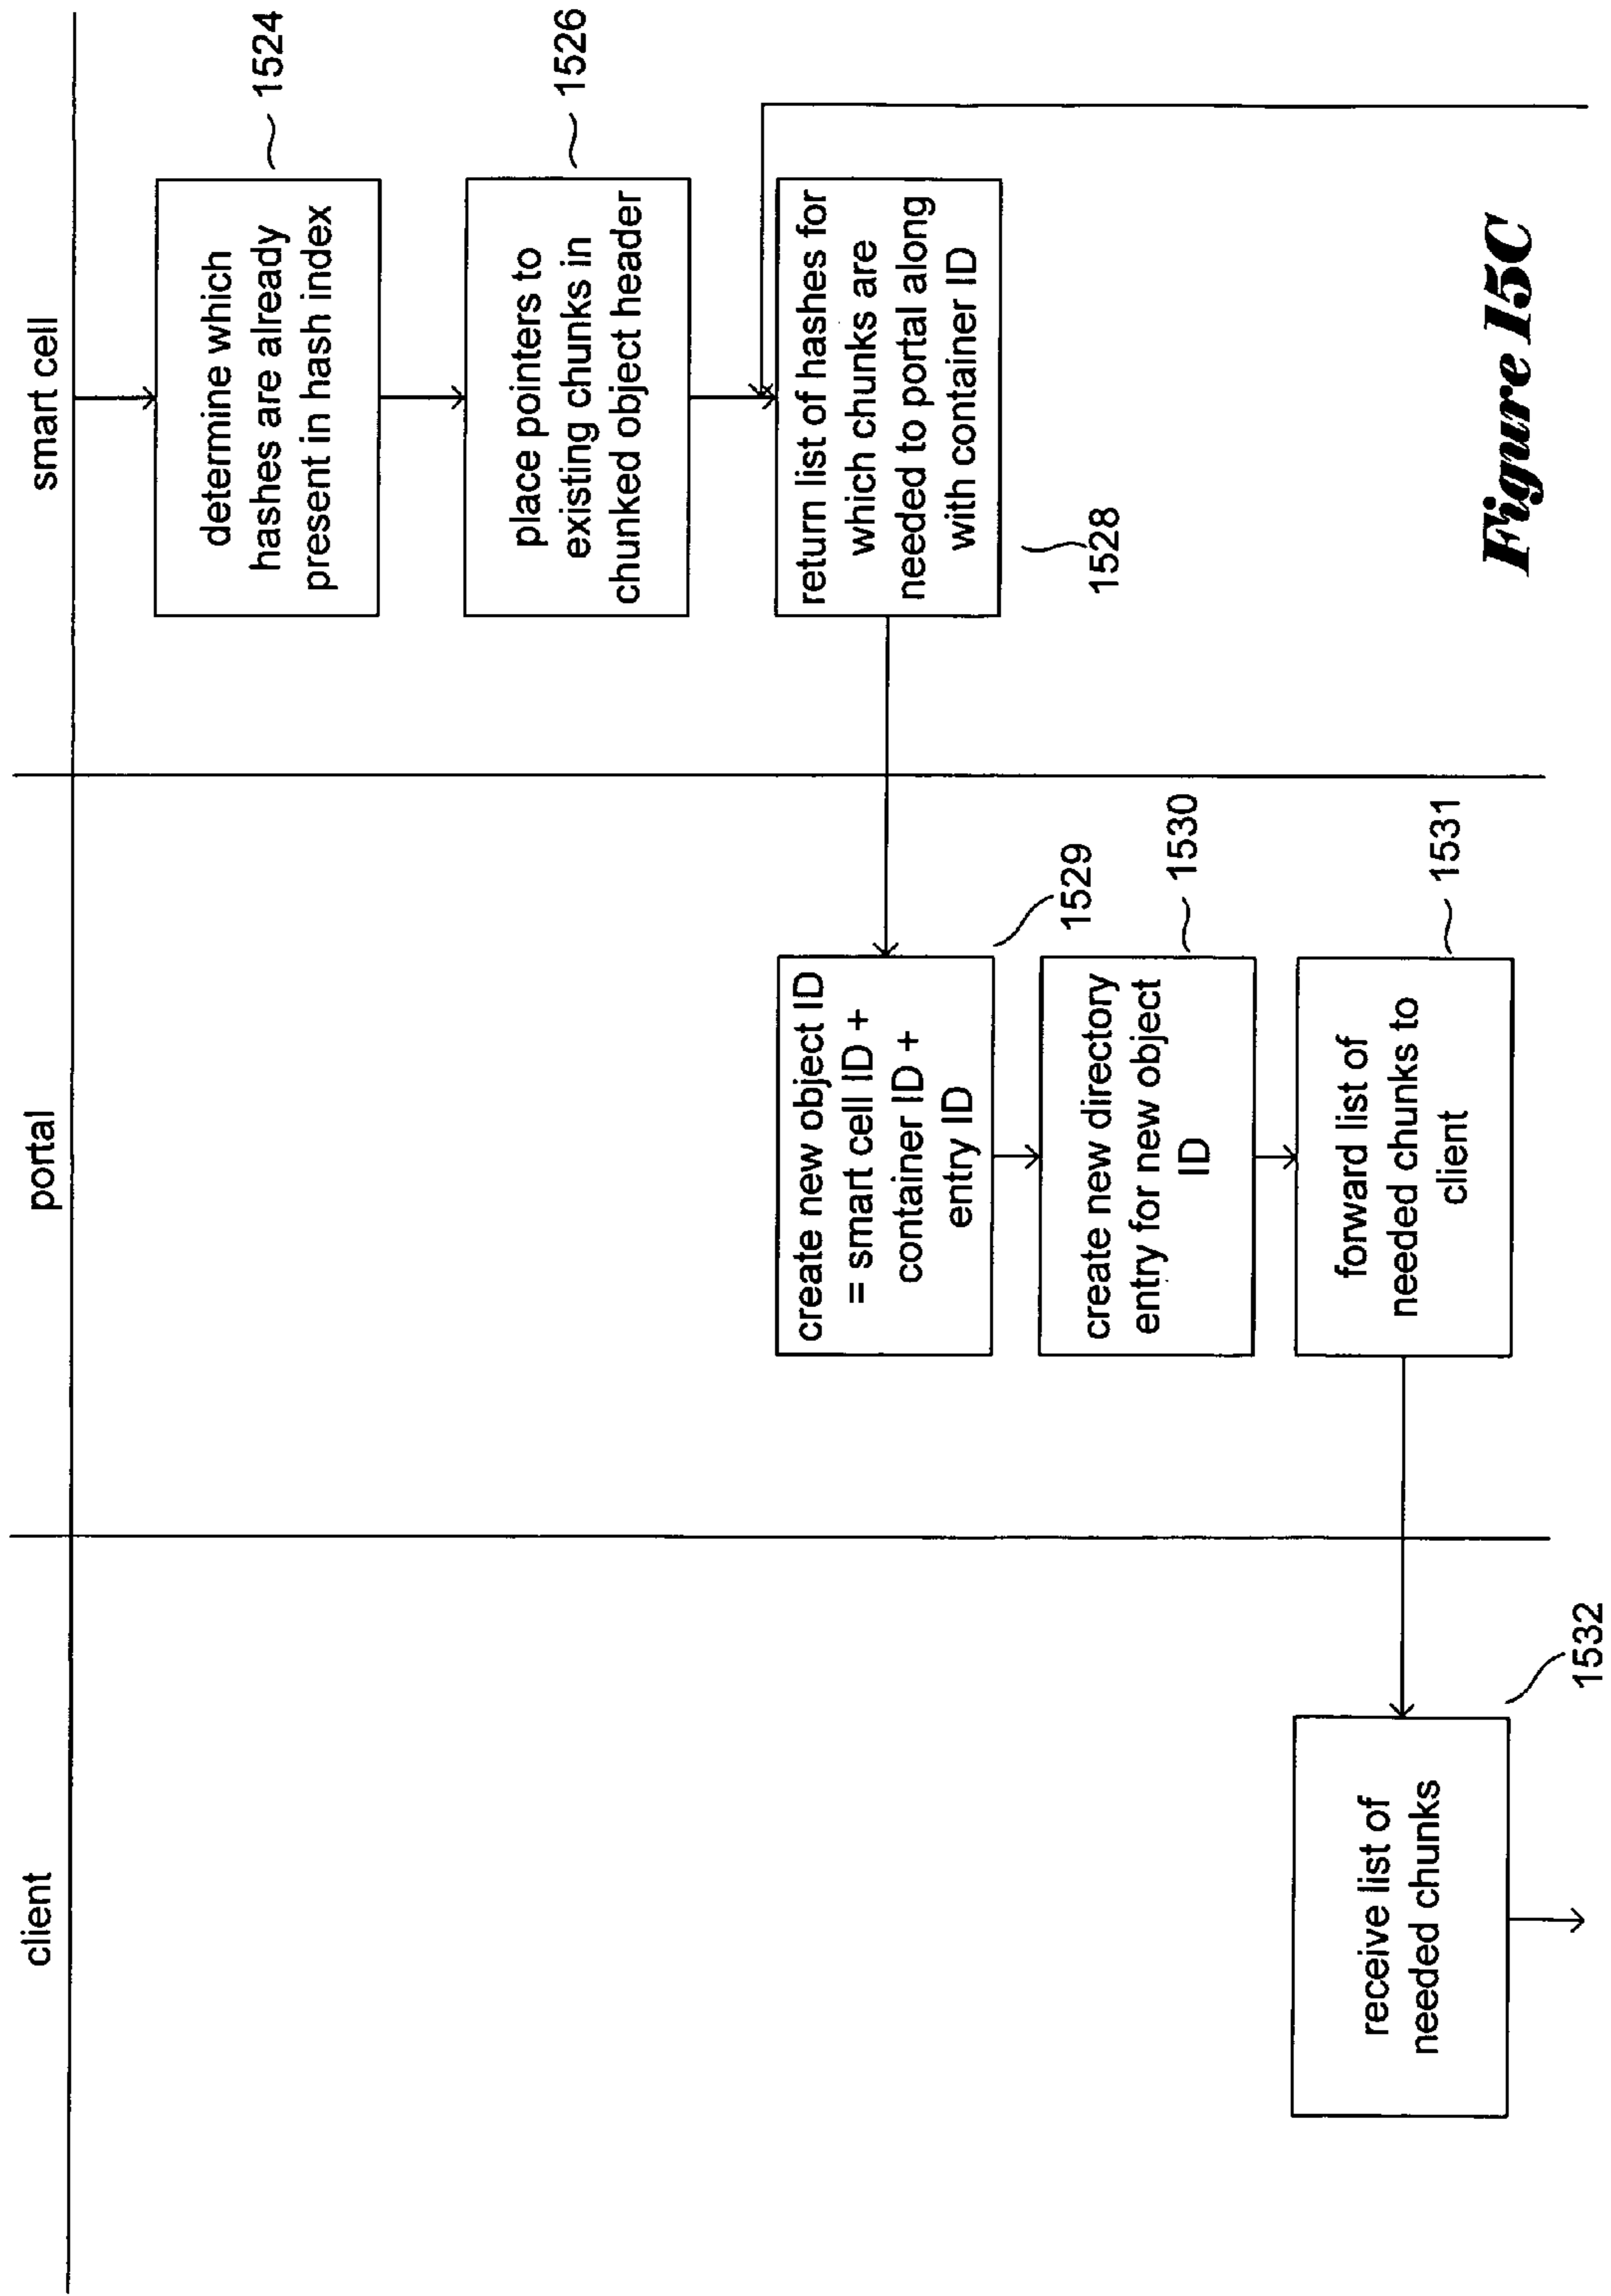 client
portal
smart cell
determine which
hashes are already
present in hash index
1524
place pointers to
existing chunks in
chunked object header
1526
return list of hashes for
which chunks are
needed to portal along
with container ID
1528
create new object ID
= smart cell ID +
container ID +
entry ID
1529
create new directory
entry for new object
ID
1530
forward list of
needed chunks to
client
1531
receive list of
needed chunks
1532
Figure 15C